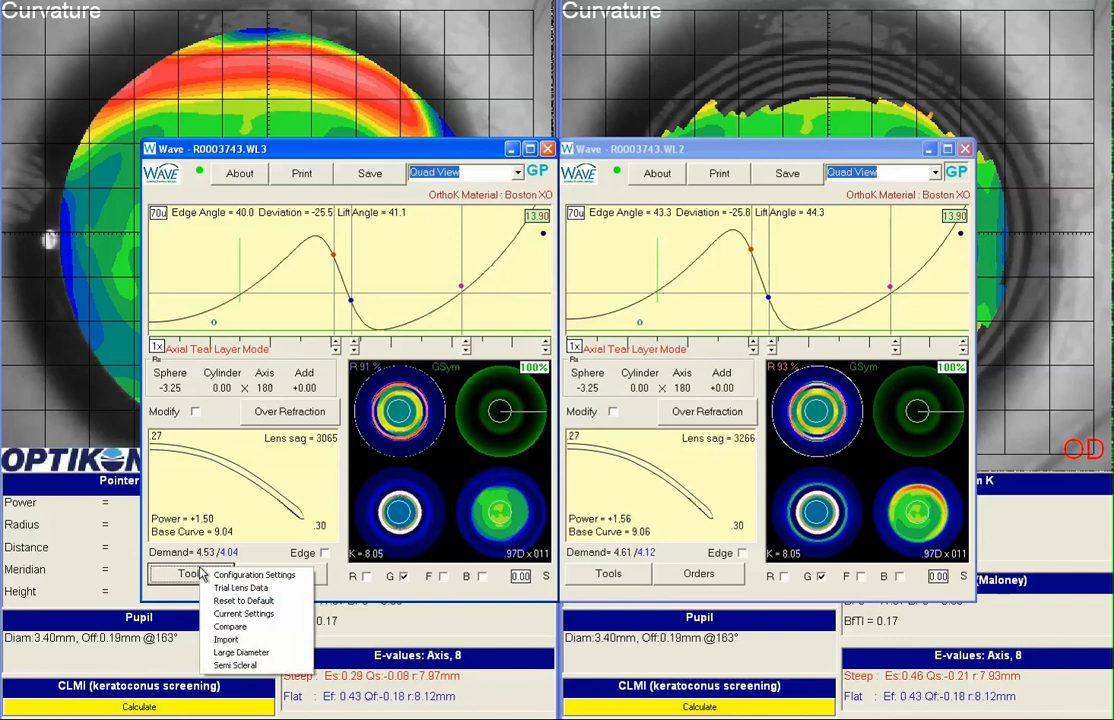 Curvature
Curvature
Wave - R0003743.WL3
WAVE
About
Print
Save
Quad View
GP
OrthoK Material : Boston XO
70u
Edge Angle = 40.0 Deviation = -25.5 Lift Angle = 41.1
13.90
1x
Axial Tear Layer Mode
Rx
Sphere Cylinder Axis Add
-3.25 0.00 X 180 +0.00
Modify
Over Refraction
.27
Lens sag = 3065
Power = +1.50
Base Curve = 9.04
.30
Demand= 4.53 /4.04
Edge
R 91 %
GSym
100%
K = 8.05
.97D x 011
R G F B 0.00 S
Configuration Settings
Trial Lens Data
Reset to Default
Current Settings
Compare
Import
Large Diameter
Semi Scleral
Wave - R0003743.WL2
WAVE
About
Print
Save
Quad View
GP
OrthoK Material : Boston XO
70u
Edge Angle = 43.3 Deviation = -25.8 Lift Angle = 44.3
13.90
1x
Axial Tear Layer Mode
Rx
Sphere Cylinder Axis Add
-3.25 0.00 X 180 +0.00
Modify
Over Refraction
.27
Lens sag = 3266
Power = +1.56
Base Curve = 9.06
.30
Demand= 4.61 /4.12
Edge
R 93 %
GSym
100%
K = 8.05
.97D x 011
Tools
Orders
R G F B 0.00 S
OD
Power =
Radius =
Distance =
Meridian =
Height =
Pupil
Diam:3.40mm, Off:0.19mm @163°
CLMI (keratoconus screening)
Calculate
0.17
E-values: Axis, 8
Steep : Es:0.29 Qs:-0.08 r:7.97mm
Flat : Ef: 0.43 Qf:-0.18 r:8.12mm
(Maloney)
Pupil
Diam:3.40mm, Off:0.19mm @163°
CLMI (keratoconus screening)
Calculate
BfTI = 0.17
E-values: Axis, 8
Steep : Es:0.46 Qs:-0.21 r:7.93mm
Flat : Ef: 0.43 Qf:-0.18 r:8.12mm